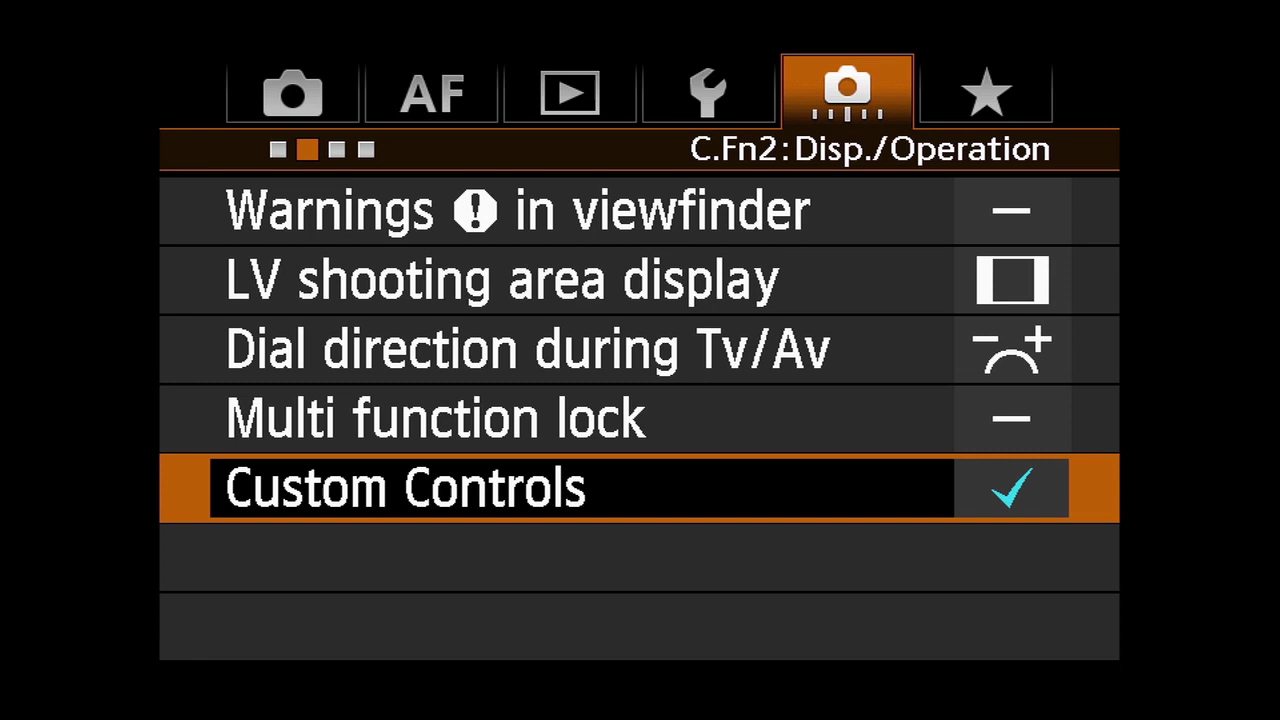 AF
C.Fn2:Disp./Operation
Warnings ! in viewfinder
LV shooting area display
Dial direction during Tv/Av
Multi function lock
Custom Controls